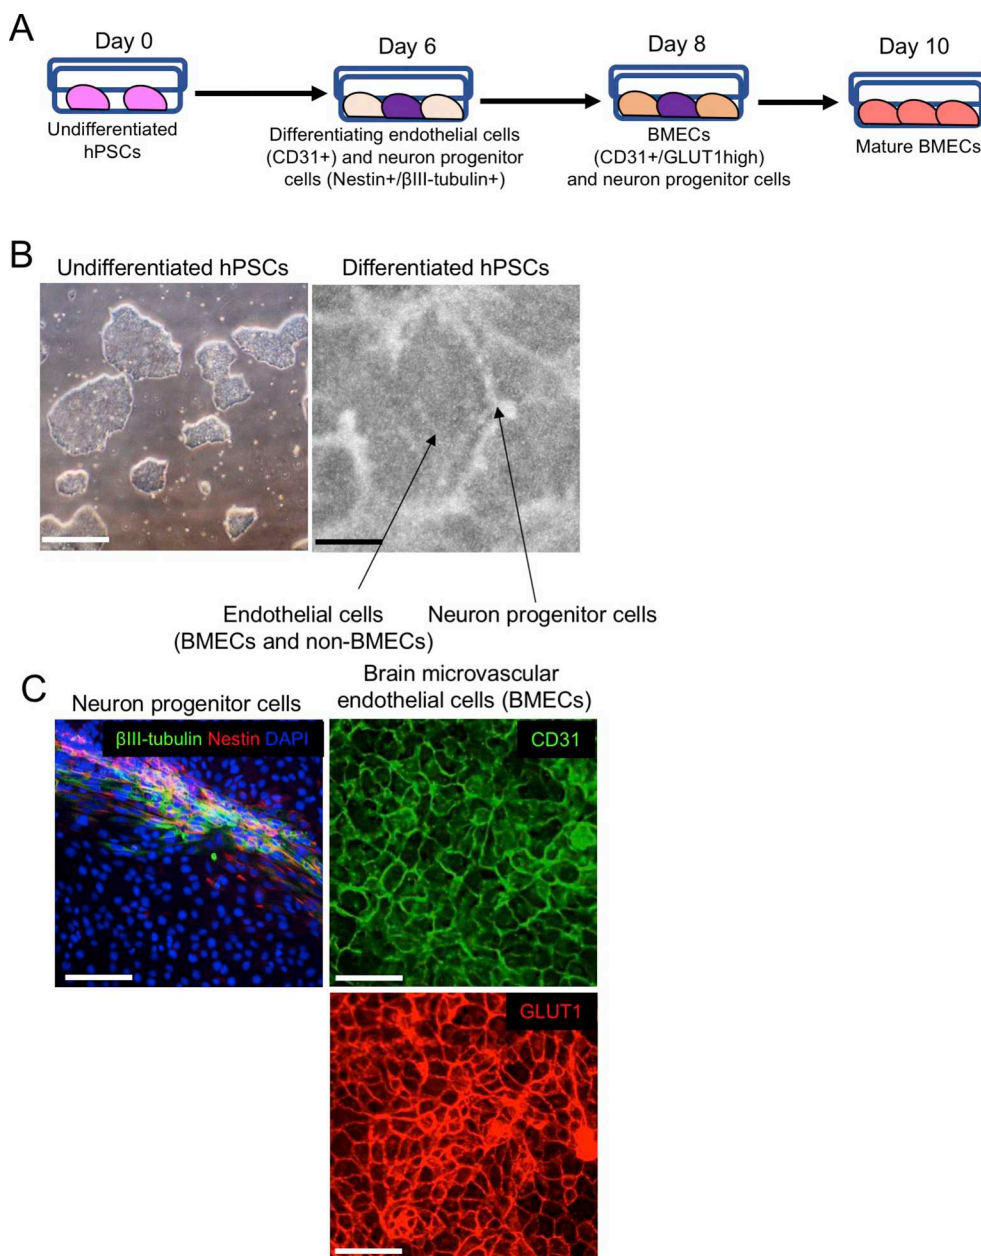 A
Day 0
Day 6
Day 8
Day 10
Undifferentiated
hPSCs
Differentiating endothelial cells
(CD31+) and neuron progenitor
cells (Nestin+/βIII-tubulin+)
BMECs
(CD31+/GLUT1high)
and neuron progenitor cells
Mature BMECs
B
Undifferentiated hPSCs
Differentiated hPSCs
Endothelial cells
(BMECs and non-BMECs)
Neuron progenitor cells
C
Neuron progenitor cells
Brain microvascular
endothelial cells (BMECs)
βIII-tubulin Nestin DAPI
CD31
GLUT1